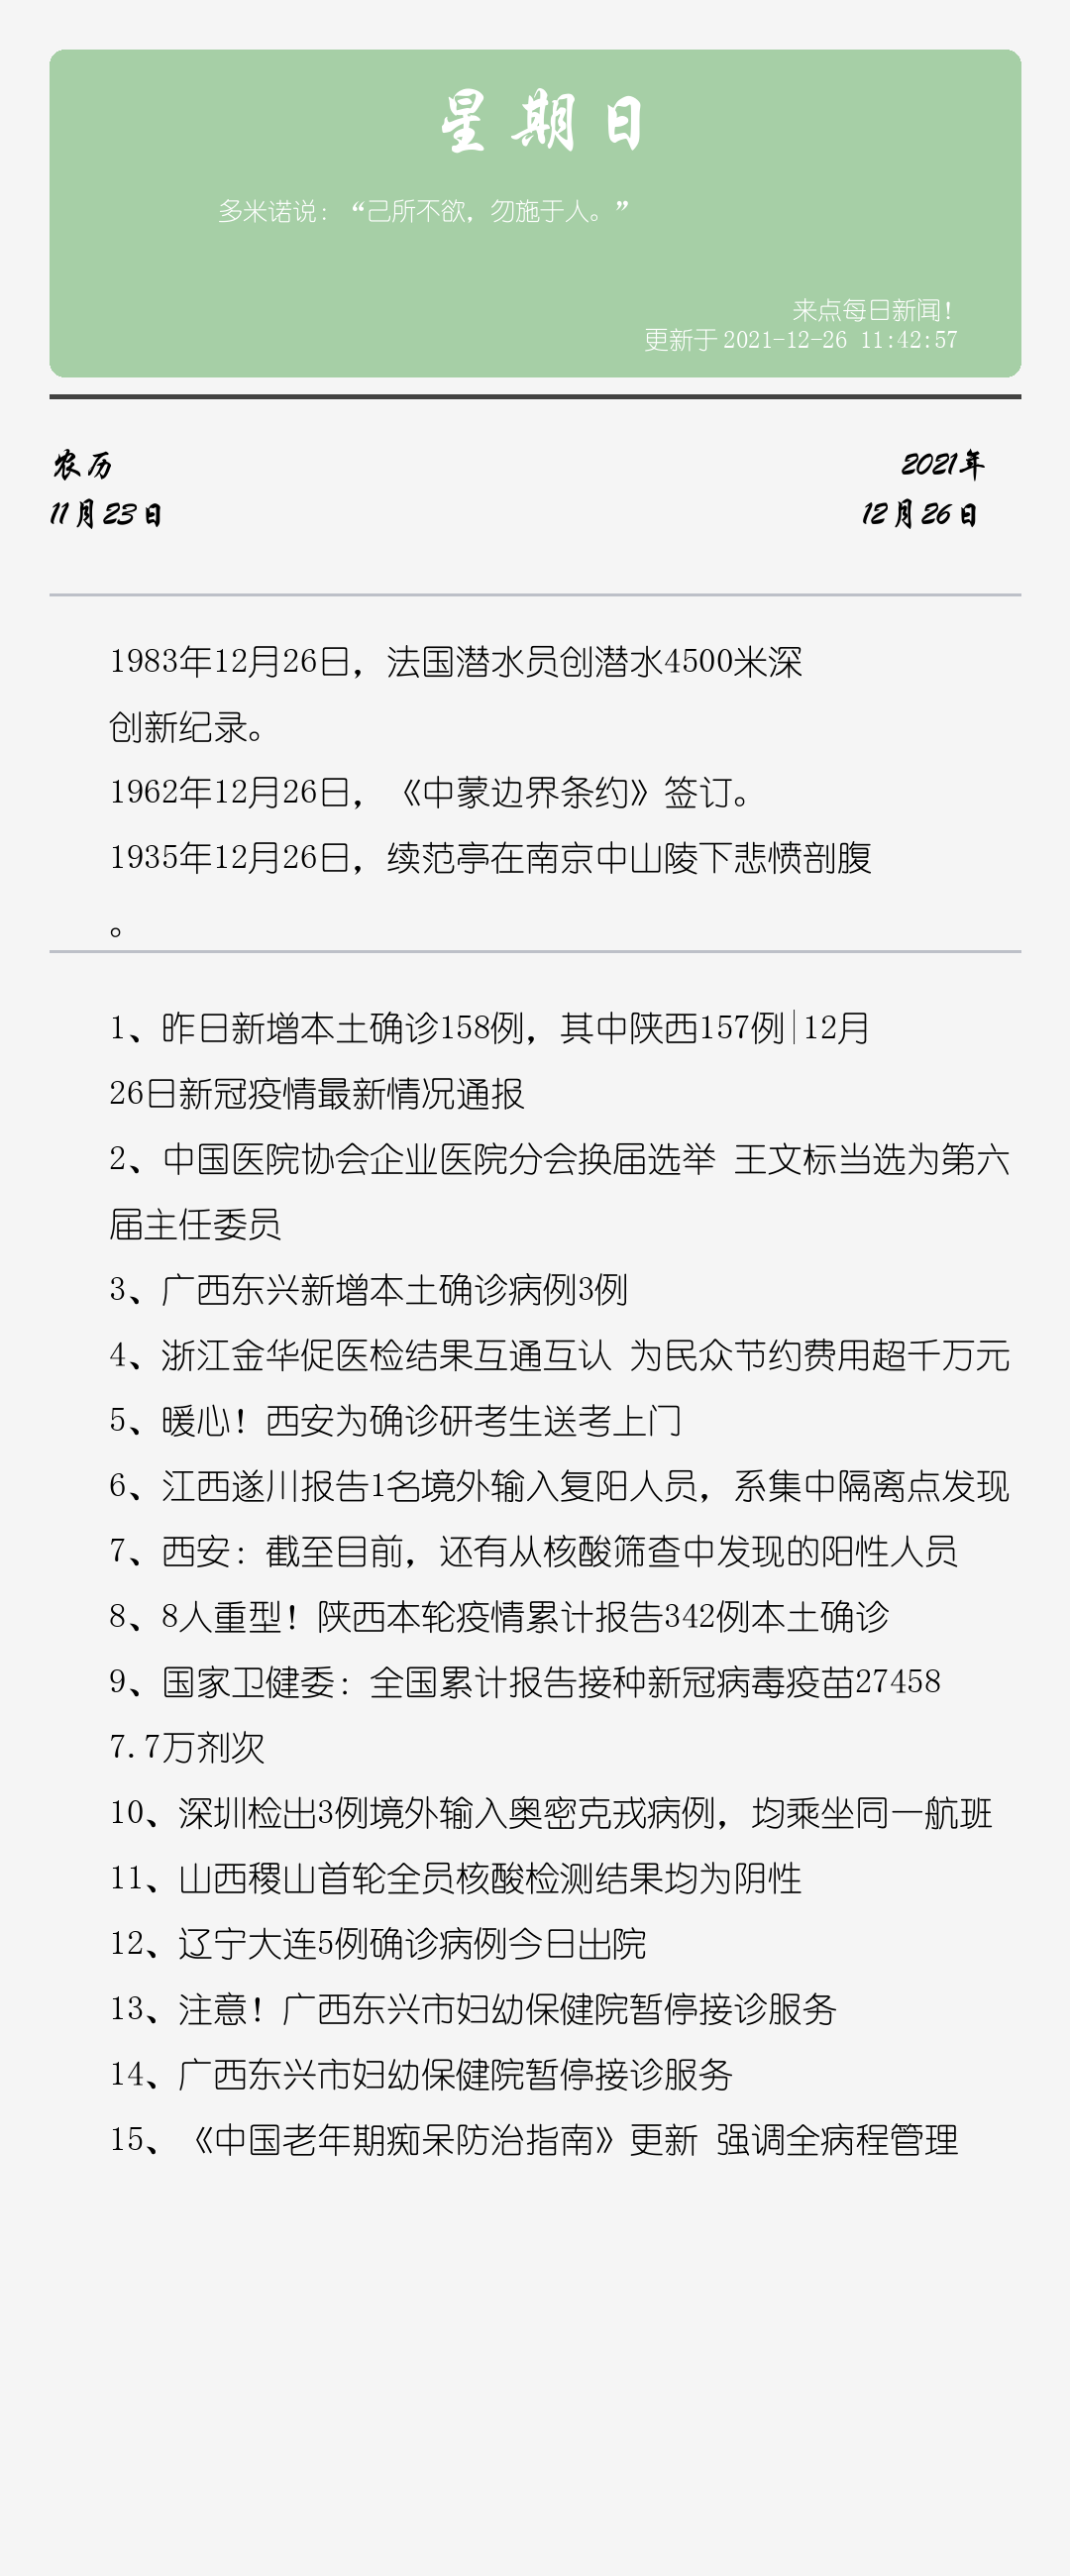 星期日
多米诺说：“己所不欲，勿施于人。”
来点每日新闻！
更新于 2021-12-26 11:42:57
农历
2021年
11月23日
12月26日
1983年12月26日，法国潜水员创潜水4500米深
创新纪录。
1962年12月26日，《中蒙边界条约》签订。
1935年12月26日，续范亭在南京中山陵下悲愤剖腹
。
1、昨日新增本土确诊158例，其中陕西157例|12月
26日新冠疫情最新情况通报
2、中国医院协会企业医院分会换届选举 王文标当选为第六
届主任委员
3、广西东兴新增本土确诊病例3例
4、浙江金华促医检结果互通互认 为民众节约费用超千万元
5、暖心！西安为确诊研考生送考上门
6、江西遂川报告1名境外输入复阳人员，系集中隔离点发现
7、西安：截至目前，还有从核酸筛查中发现的阳性人员
8、8人重型！陕西本轮疫情累计报告342例本土确诊
9、国家卫健委：全国累计报告接种新冠病毒疫苗27458
7.7万剂次
10、深圳检出3例境外输入奥密克戎病例，均乘坐同一航班
11、山西稷山首轮全员核酸检测结果均为阴性
12、辽宁大连5例确诊病例今日出院
13、注意！广西东兴市妇幼保健院暂停接诊服务
14、广西东兴市妇幼保健院暂停接诊服务
15、《中国老年期痴呆防治指南》更新 强调全病程管理